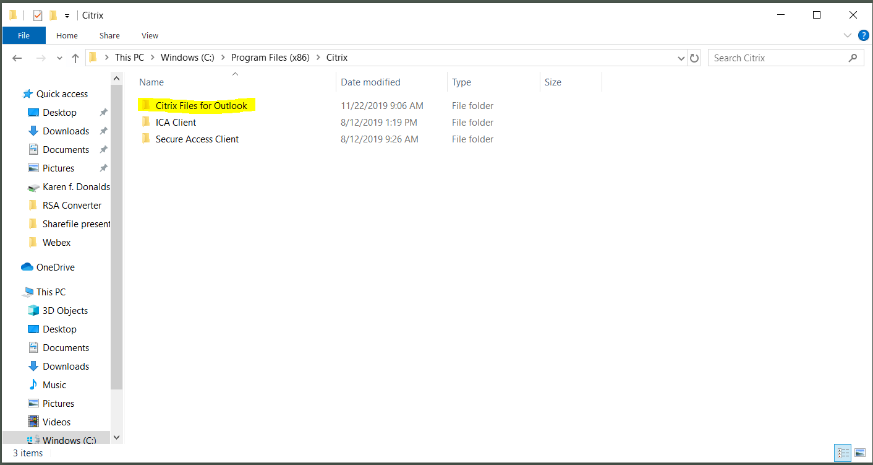 Citrix
File Home Share View
This PC Windows (C:) Program Files (x86) Citrix
Search Citrix
Name Date modified Type Size
Citrix Files for Outlook 11/22/2019 9:06 AM File folder
ICA Client 8/12/2019 1:19 PM File folder
Secure Access Client 8/12/2019 9:26 AM File folder
Quick access
Desktop
Downloads
Documents
Pictures
Karen f. Donalds
RSA Converter
Sharefile present
Webex
OneDrive
This PC
3D Objects
Desktop
Documents
Downloads
Music
Pictures
Videos
Windows (C:)
3 items